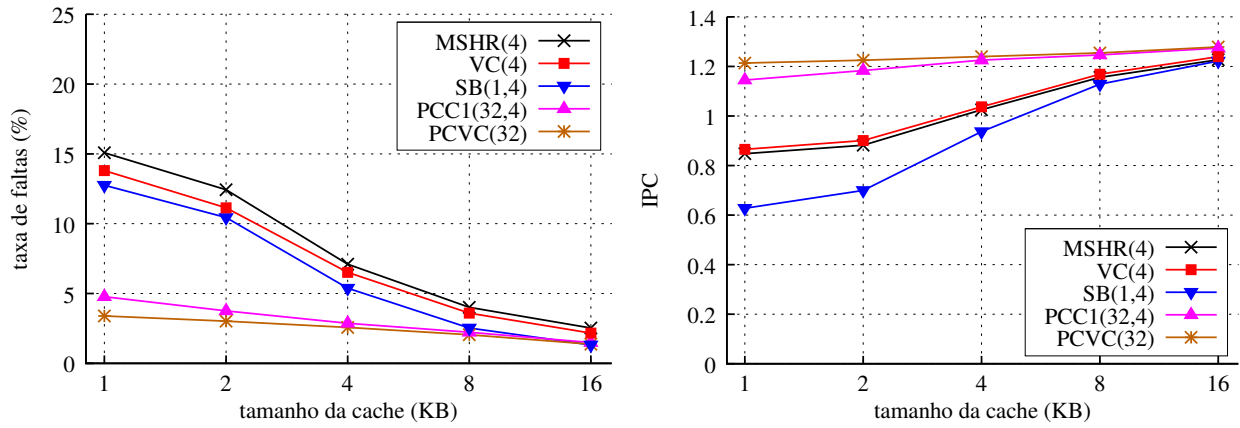 25
20
15
10
5
0
taxa de faltas (%)
MSHR(4)
VC(4)
SB(1,4)
PCC1(32,4)
PCVC(32)
1 2 4 8 16
tamanho da cache (KB)
1.4
1.2
1
0.8
0.6
0.4
0.2
0
IPC
MSHR(4)
VC(4)
SB(1,4)
PCC1(32,4)
PCVC(32)
1 2 4 8 16
tamanho da cache (KB)